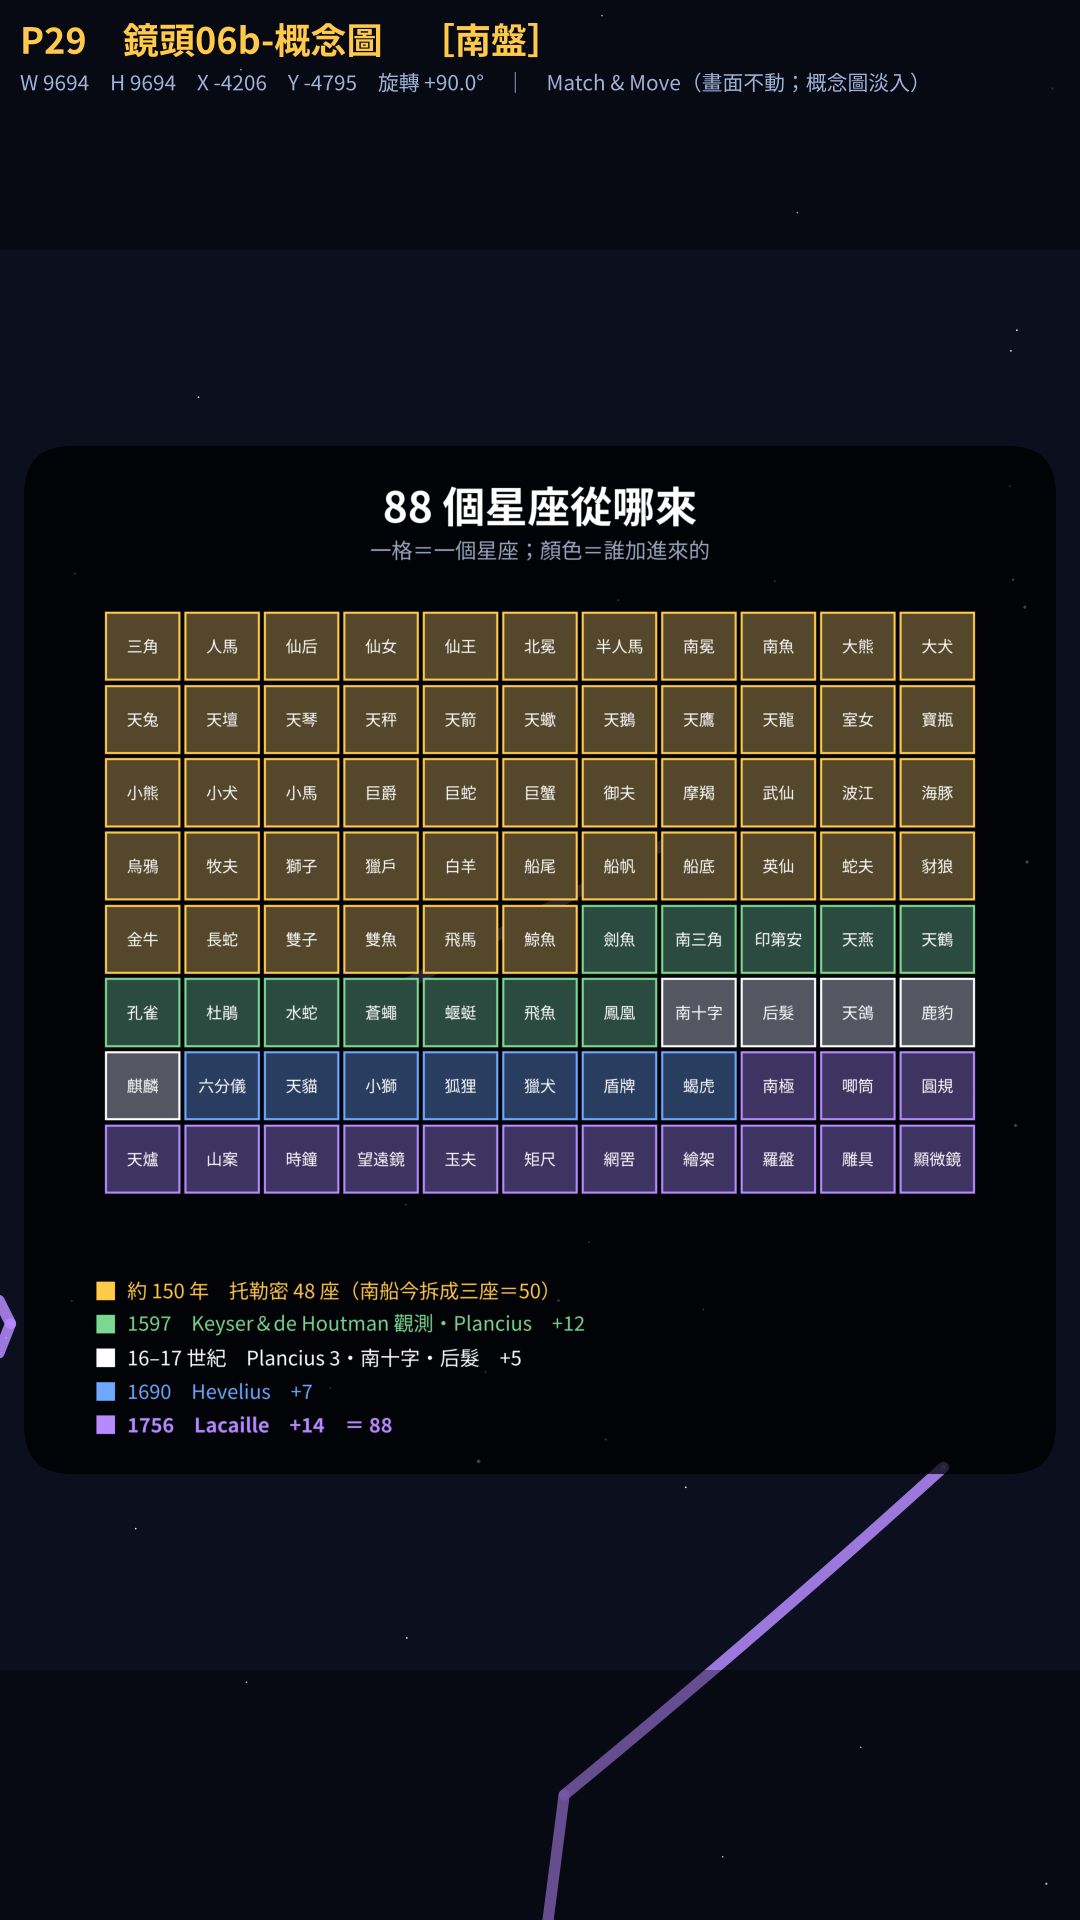 P29　鏡頭06b-概念圖　［南盤］
W 9694　H 9694　X -4206　Y -4795　旋轉 +90.0°　｜　Match & Move（畫面不動；概念圖淡入）
88 個星座從哪來
一格＝一個星座；顏色＝誰加進來的
三角 人馬 仙后 仙女 仙王 北冕 半人馬 南冕 南魚 大熊 大犬
天兔 天壇 天琴 天秤 天箭 天蠍 天鵝 天鷹 天龍 室女 寶瓶
小熊 小犬 小馬 巨爵 巨蛇 巨蟹 御夫 摩羯 武仙 波江 海豚
烏鴉 牧夫 獅子 獵戶 白羊 船尾 船帆 船底 英仙 蛇夫 豺狼
金牛 長蛇 雙子 雙魚 飛馬 鯨魚 劍魚 南三角 印第安 天燕 天鶴
孔雀 杜鵑 水蛇 蒼蠅 蝘蜓 飛魚 鳳凰 南十字 后髮 天鴿 鹿豹
麒麟 六分儀 天貓 小獅 狐狸 獵犬 盾牌 蝎虎 南極 唧筒 圓規
天爐 山案 時鐘 望遠鏡 玉夫 矩尺 網罟 繪架 羅盤 雕具 顯微鏡
約 150 年　托勒密 48 座（南船今拆成三座＝50）
1597　Keyser＆de Houtman 觀測・Plancius　+12
16–17 世紀　Plancius 3・南十字・后髮　+5
1690　Hevelius　+7
1756　Lacaille　+14　＝ 88